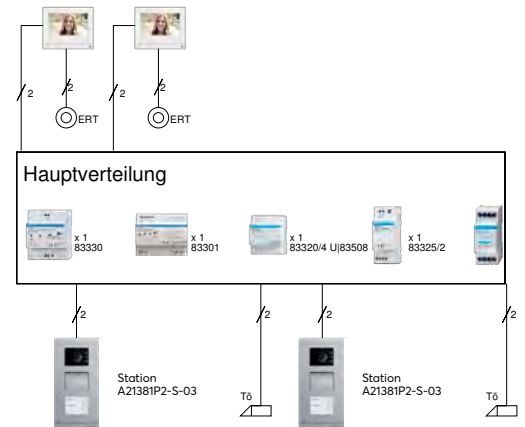 2
2
2
2
ERT
ERT
Hauptverteilung
x 1
83330
x 1
83301
x 1
83320/4 U|83508
x 1
83325/2
2
2
2
2
Station
A21381P2-S-03
Tö
Station
A21381P2-S-03
Tö